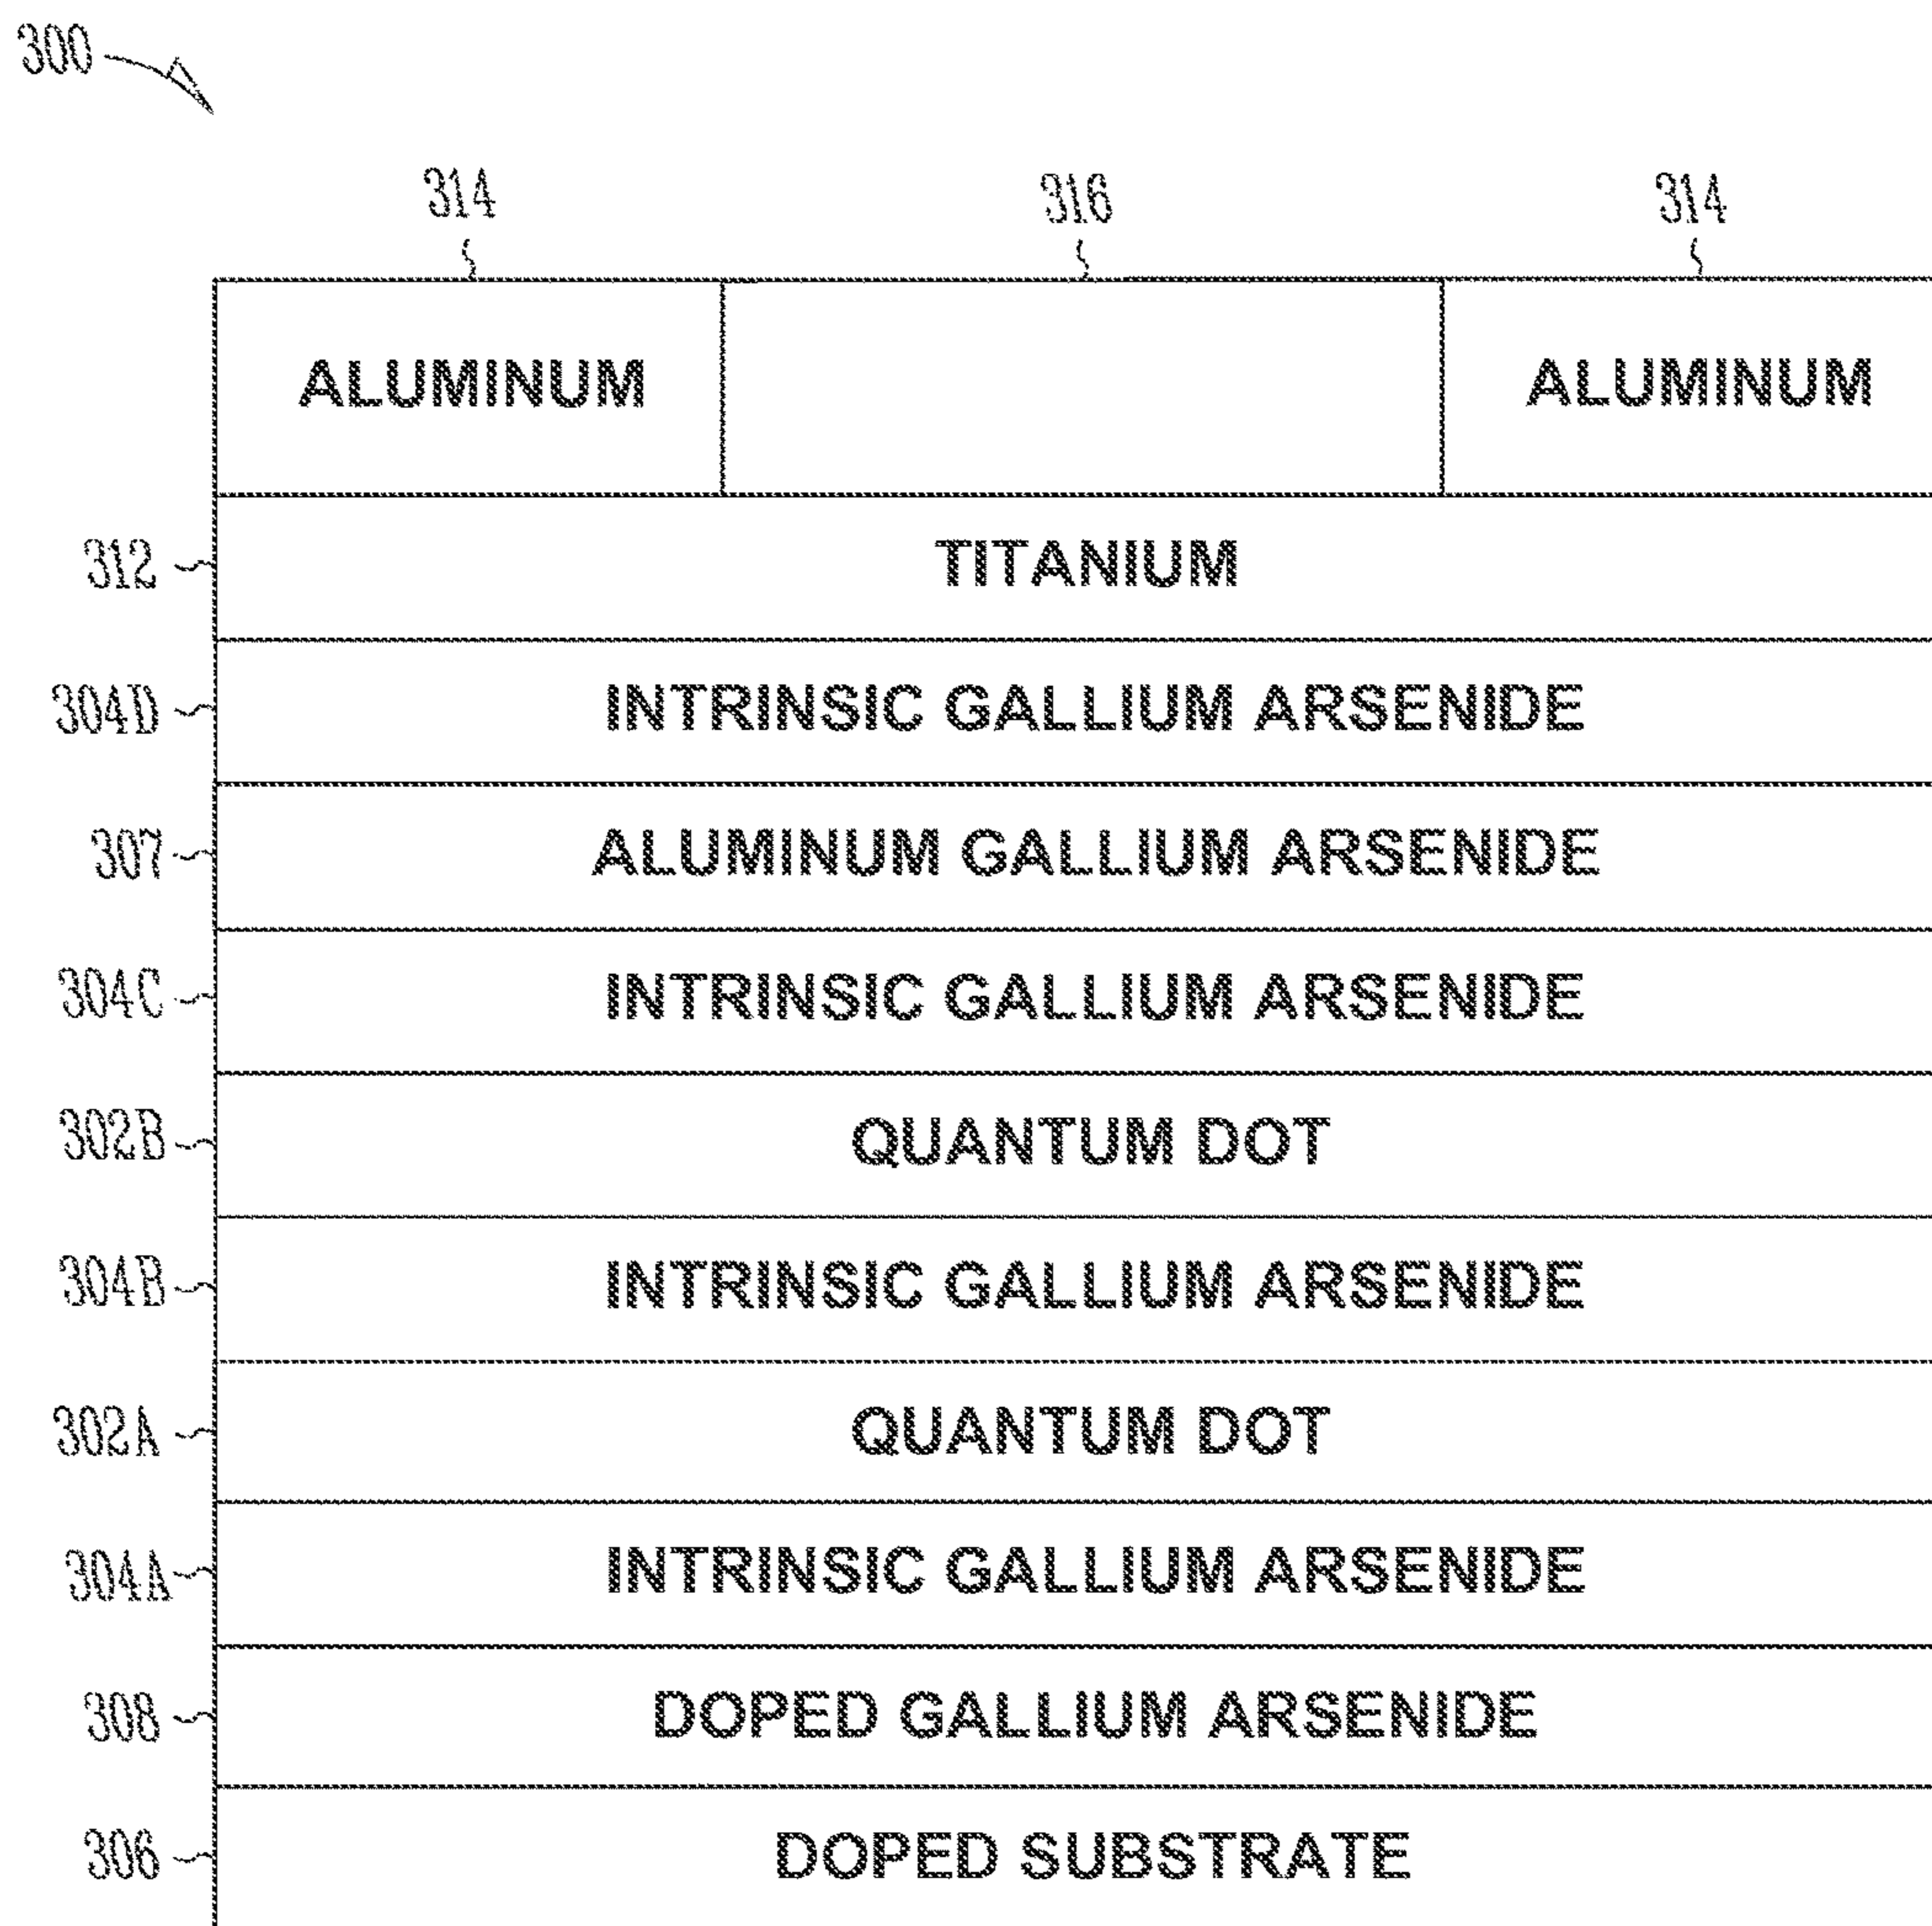 300
314 316 314
ALUMINUM ALUMINUM
312 TITANIUM
304D INTRINSIC GALLIUM ARSENIDE
307 ALUMINUM GALLIUM ARSENIDE
304C INTRINSIC GALLIUM ARSENIDE
302B QUANTUM DOT
304B INTRINSIC GALLIUM ARSENIDE
302A QUANTUM DOT
304A INTRINSIC GALLIUM ARSENIDE
308 DOPED GALLIUM ARSENIDE
306 DOPED SUBSTRATE